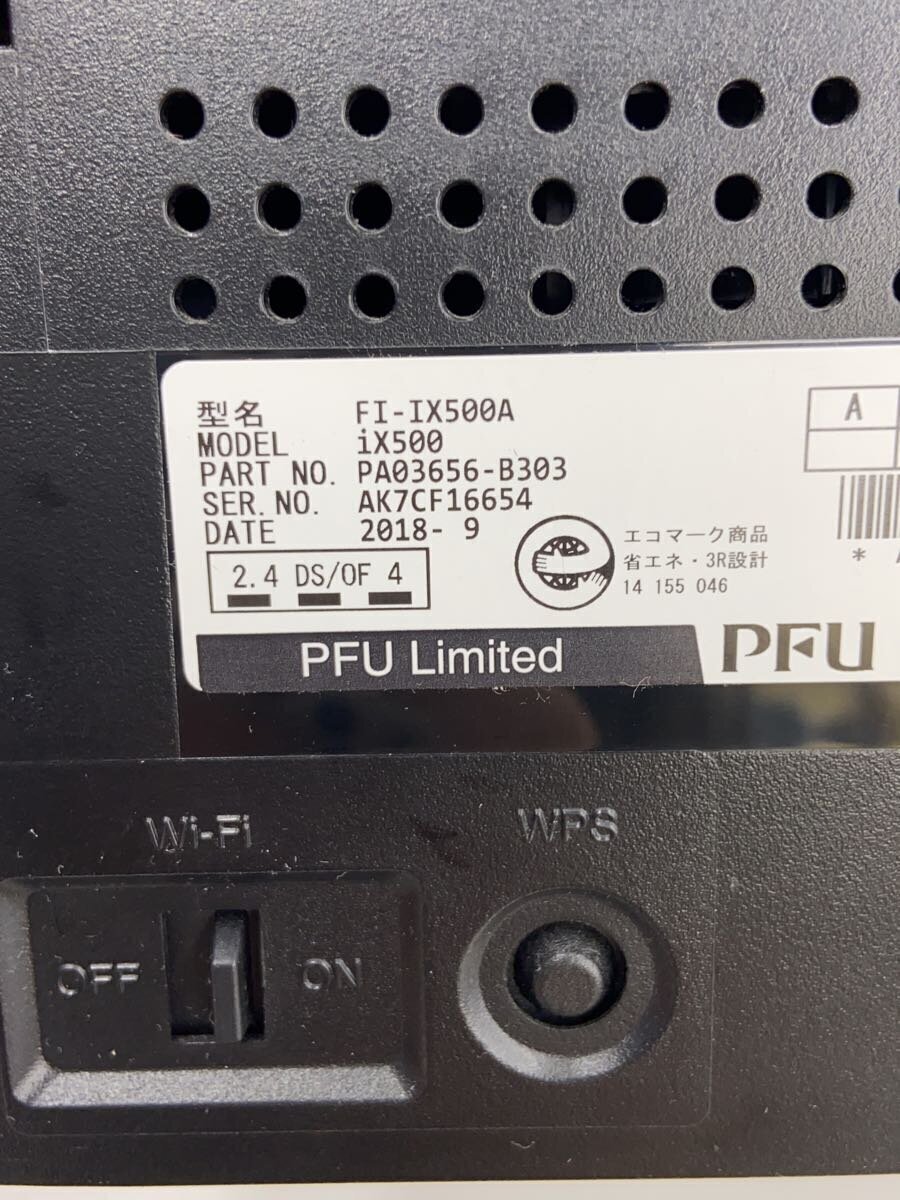 型名 FI-IX500A
MODEL iX500
PART NO. PA03656-B303
SER.NO. AK7CF16654
DATE 2018- 9
2.4 DS/OF 4
エコマーク商品
省エネ・3R設計
14 155 046
A
*
PFU Limited
PFU
Wi-Fi
WPS
OFF
ON